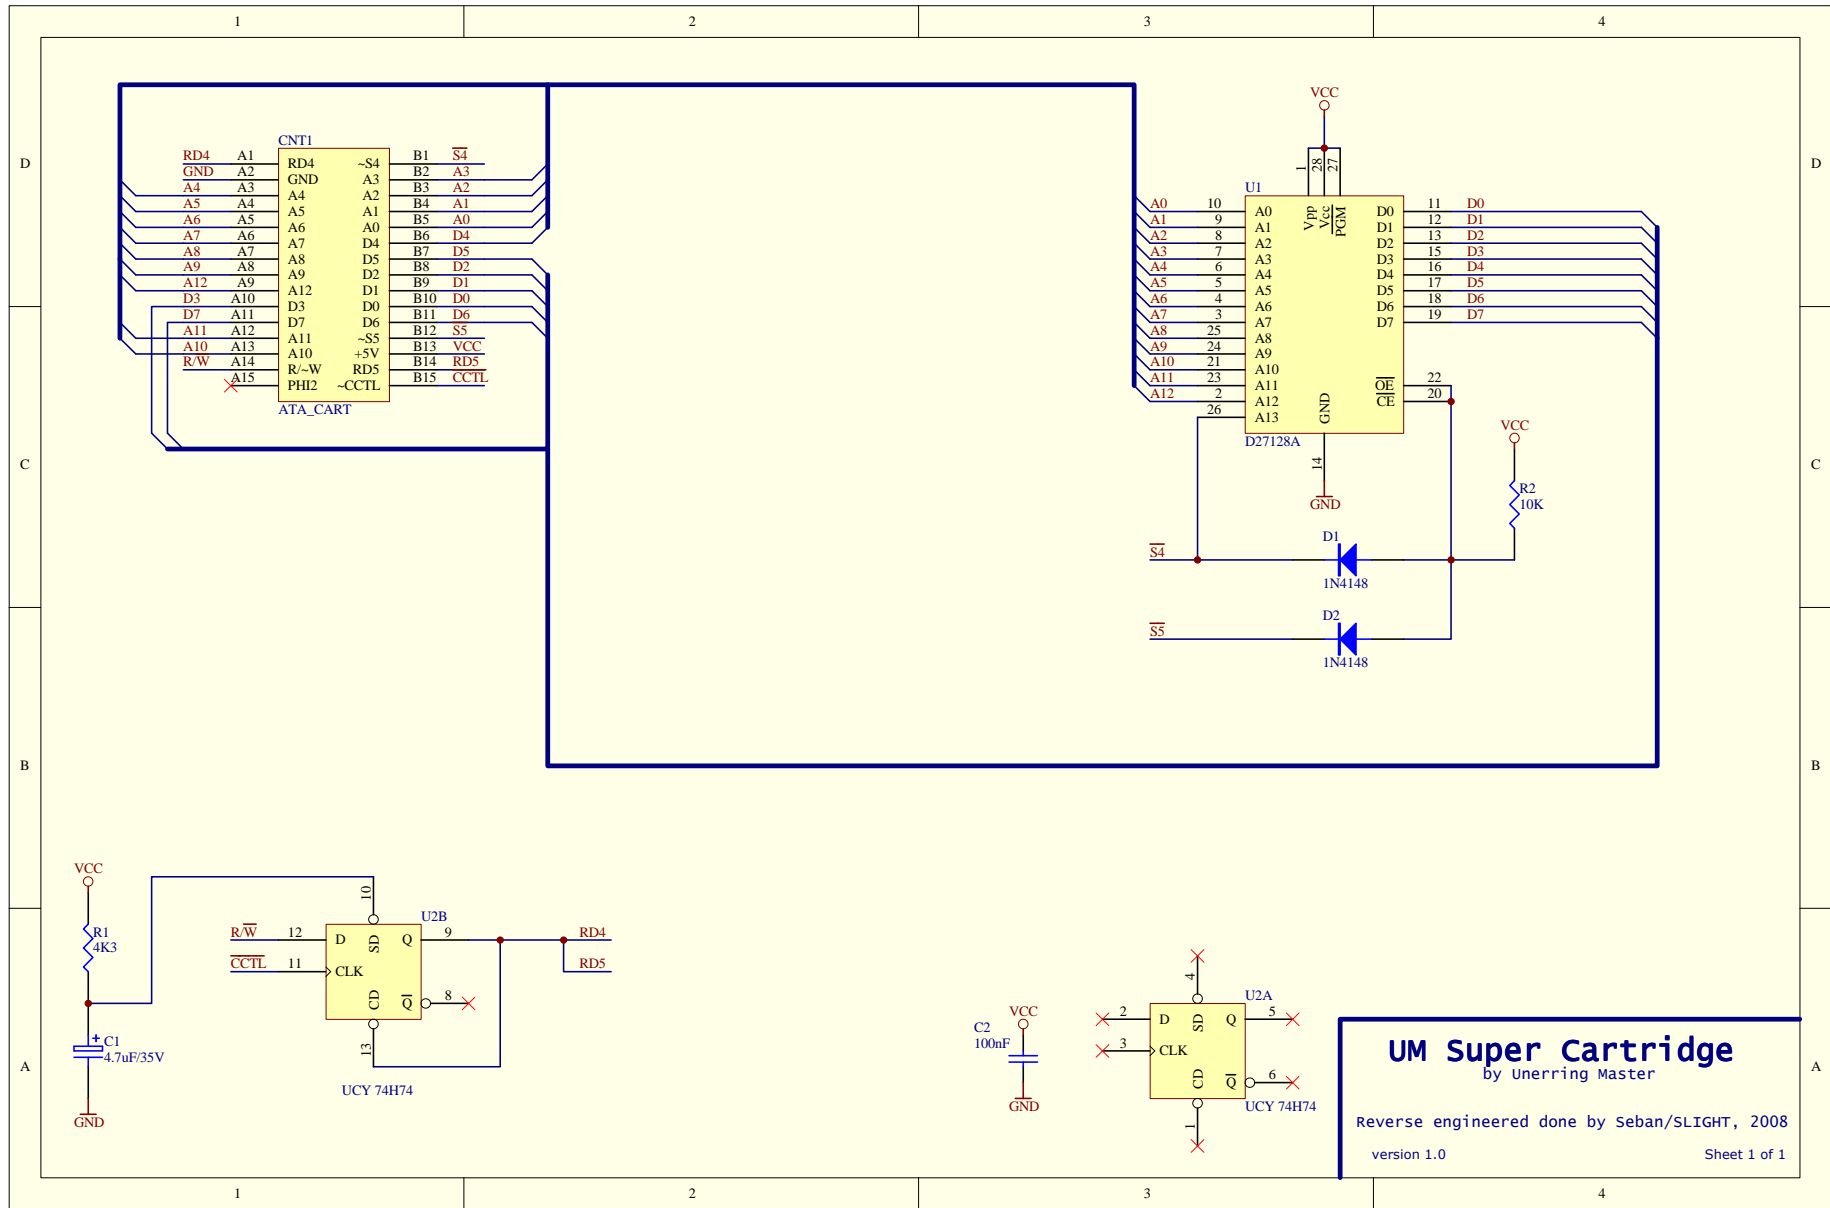 1 2 3 4
D D
C C
B B
A A
CNT1
RD4 A1 RD4 ~S4 B1 S4
GND A2 GND A3 B2 A3
A4 A3 A4 A2 B3 A2
A5 A4 A5 A1 B4 A1
A6 A5 A6 A0 B5 A0
A7 A6 A7 D4 B6 D4
A8 A7 A8 D5 B7 D5
A9 A8 A9 D2 B8 D2
A12 A9 A12 D1 B9 D1
D3 A10 D3 D0 B10 D0
D7 A11 D7 D6 B11 D6
A11 A12 A11 ~S5 B12 S5
A10 A13 A10 +5V B13 VCC
R/W A14 R/~W RD5 B14 RD5
A15 PHI2 ~CCTL B15 CCTL
ATA_CART
VCC
1 28 27
U1
Vpp Vcc PGM
A0 10 A0 D0 11 D0
A1 9 A1 D1 12 D1
A2 8 A2 D2 13 D2
A3 7 A3 D3 15 D3
A4 6 A4 D4 16 D4
A5 5 A5 D5 17 D5
A6 4 A6 D6 18 D6
A7 3 A7 D7 19 D7
A8 25 A8
A9 24 A9
A10 21 A10
A11 23 A11 OE 22
A12 2 A12 CE 20
26 A13
GND
D27128A
14
GND
VCC
R2
10K
S4
D1
1N4148
S5
D2
1N4148
VCC
R1
4K3
+ C1
4.7uF/35V
GND
10
U2B
R/W 12 D SD Q 9 RD4
CCTL 11 CLK RD5
CD Q 8
13
UCY 74H74
VCC
C2
100nF
GND
4
U2A
2 D SD Q 5
3 CLK
CD Q 6
1
UCY 74H74
UM Super Cartridge
by Unerring Master
Reverse engineered done by Seban/SLIGHT, 2008
version 1.0 Sheet 1 of 1
1 2 3 4